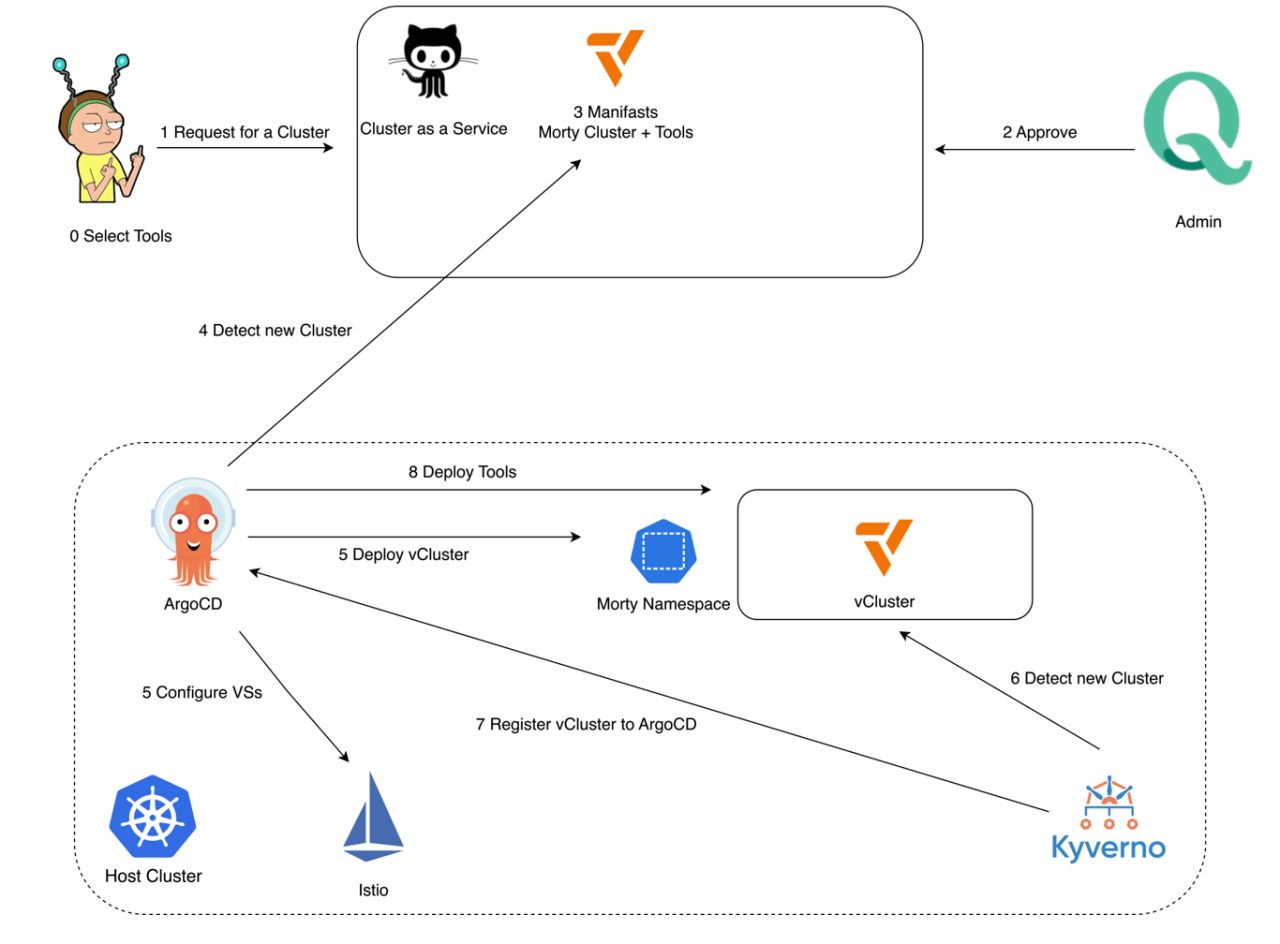 1 Request for a Cluster
Cluster as a Service
3 Manifasts
Morty Cluster + Tools
2 Approve
0 Select Tools
Admin
4 Detect new Cluster
8 Deploy Tools
5 Deploy vCluster
ArgoCD
Morty Namespace
vCluster
5 Configure VSs
6 Detect new Cluster
7 Register vCluster to ArgoCD
Host Cluster
Istio
Kyverno